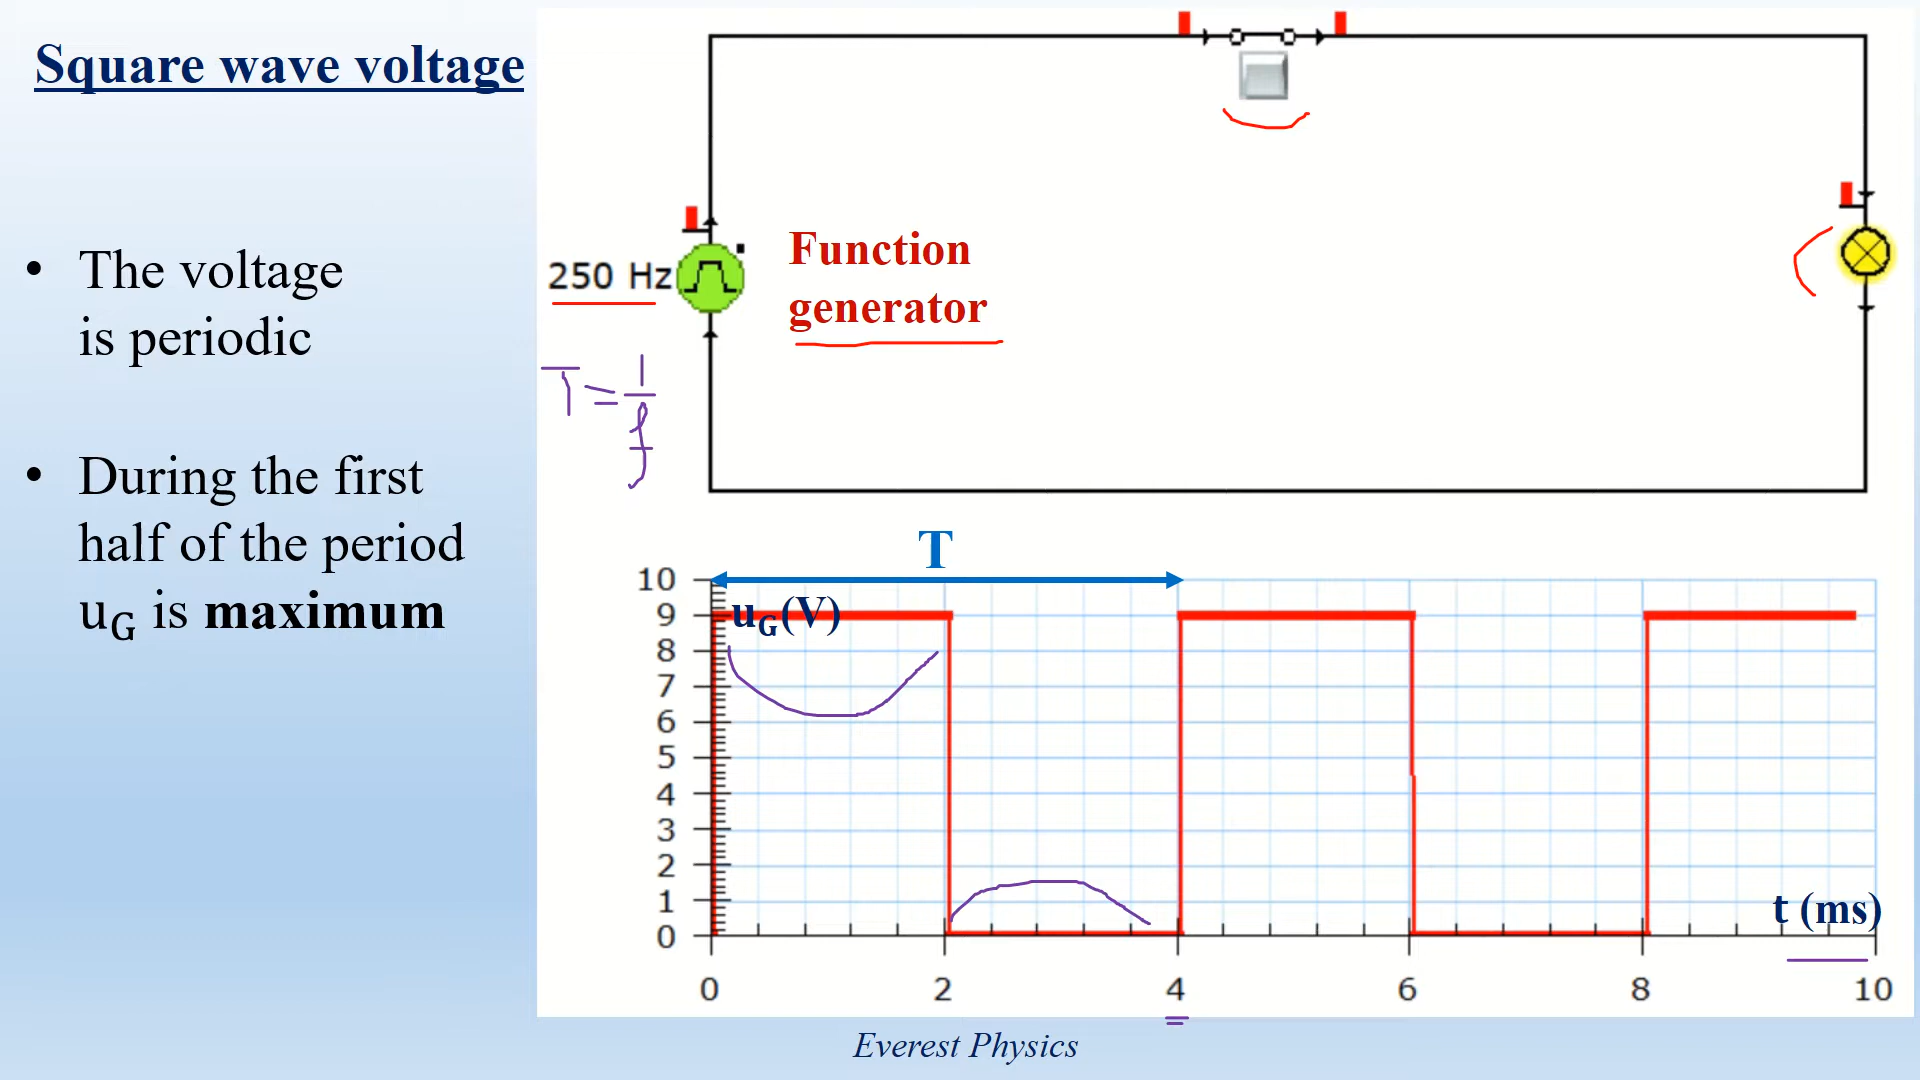 Square wave voltage
• The voltage
is periodic
• During the first
half of the period
u_G is maximum
250 Hz
Function
generator
T = 1/f
T
u_G(V)
10
9
8
7
6
5
4
3
2
1
0
t (ms)
0 2 4 6 8 10
Everest Physics